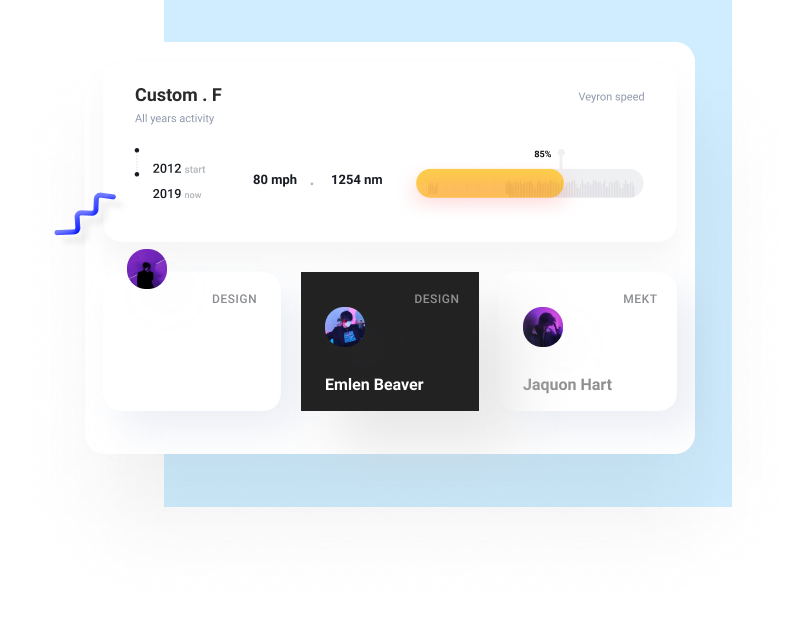 Custom . F
Veyron speed
All years activity
85%
2012 start
80 mph . 1254 nm
2019 now
DESIGN
DESIGN
MEKT
Emlen Beaver
Jaquon Hart